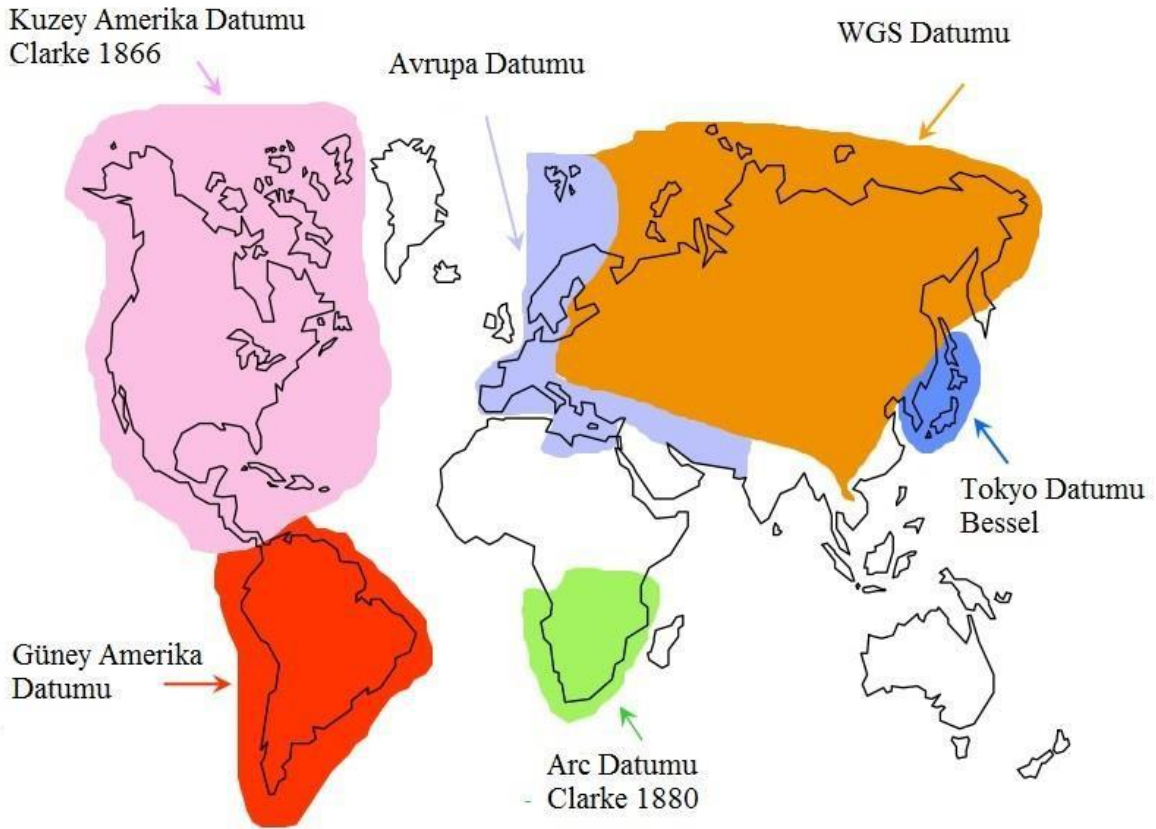 Kuzey Amerika Datumu
Clarke 1866
Avrupa Datumu
WGS Datumu
Tokyo Datumu
Bessel
Güney Amerika
Datumu
Arc Datumu
Clarke 1880